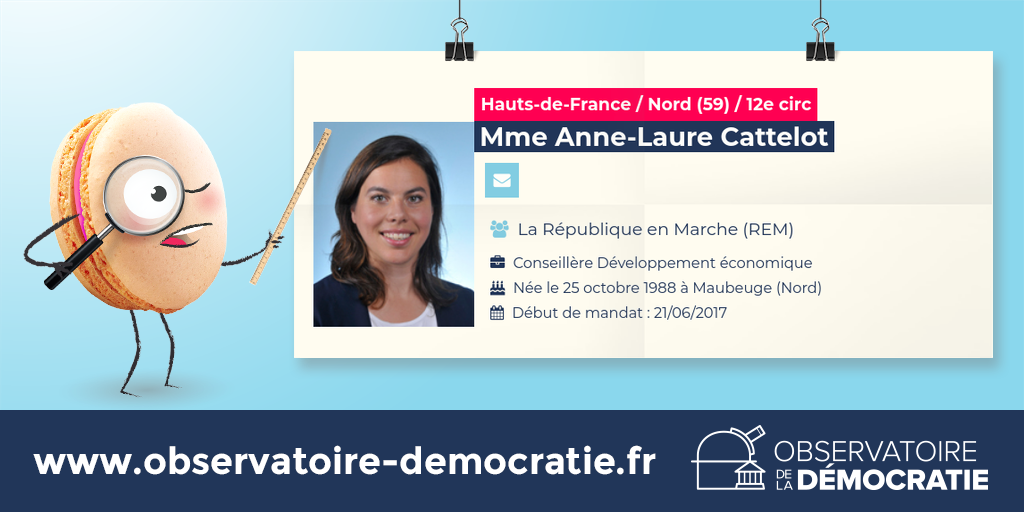 Hauts-de-France / Nord (59) / 12e circ
Mme Anne-Laure Cattelot
La République en Marche (REM)
Conseillère Développement économique
Née le 25 octobre 1988 à Maubeuge (Nord)
Début de mandat : 21/06/2017
www.observatoire-democratie.fr
OBSERVATOIRE
DE LA DÉMOCRATIE